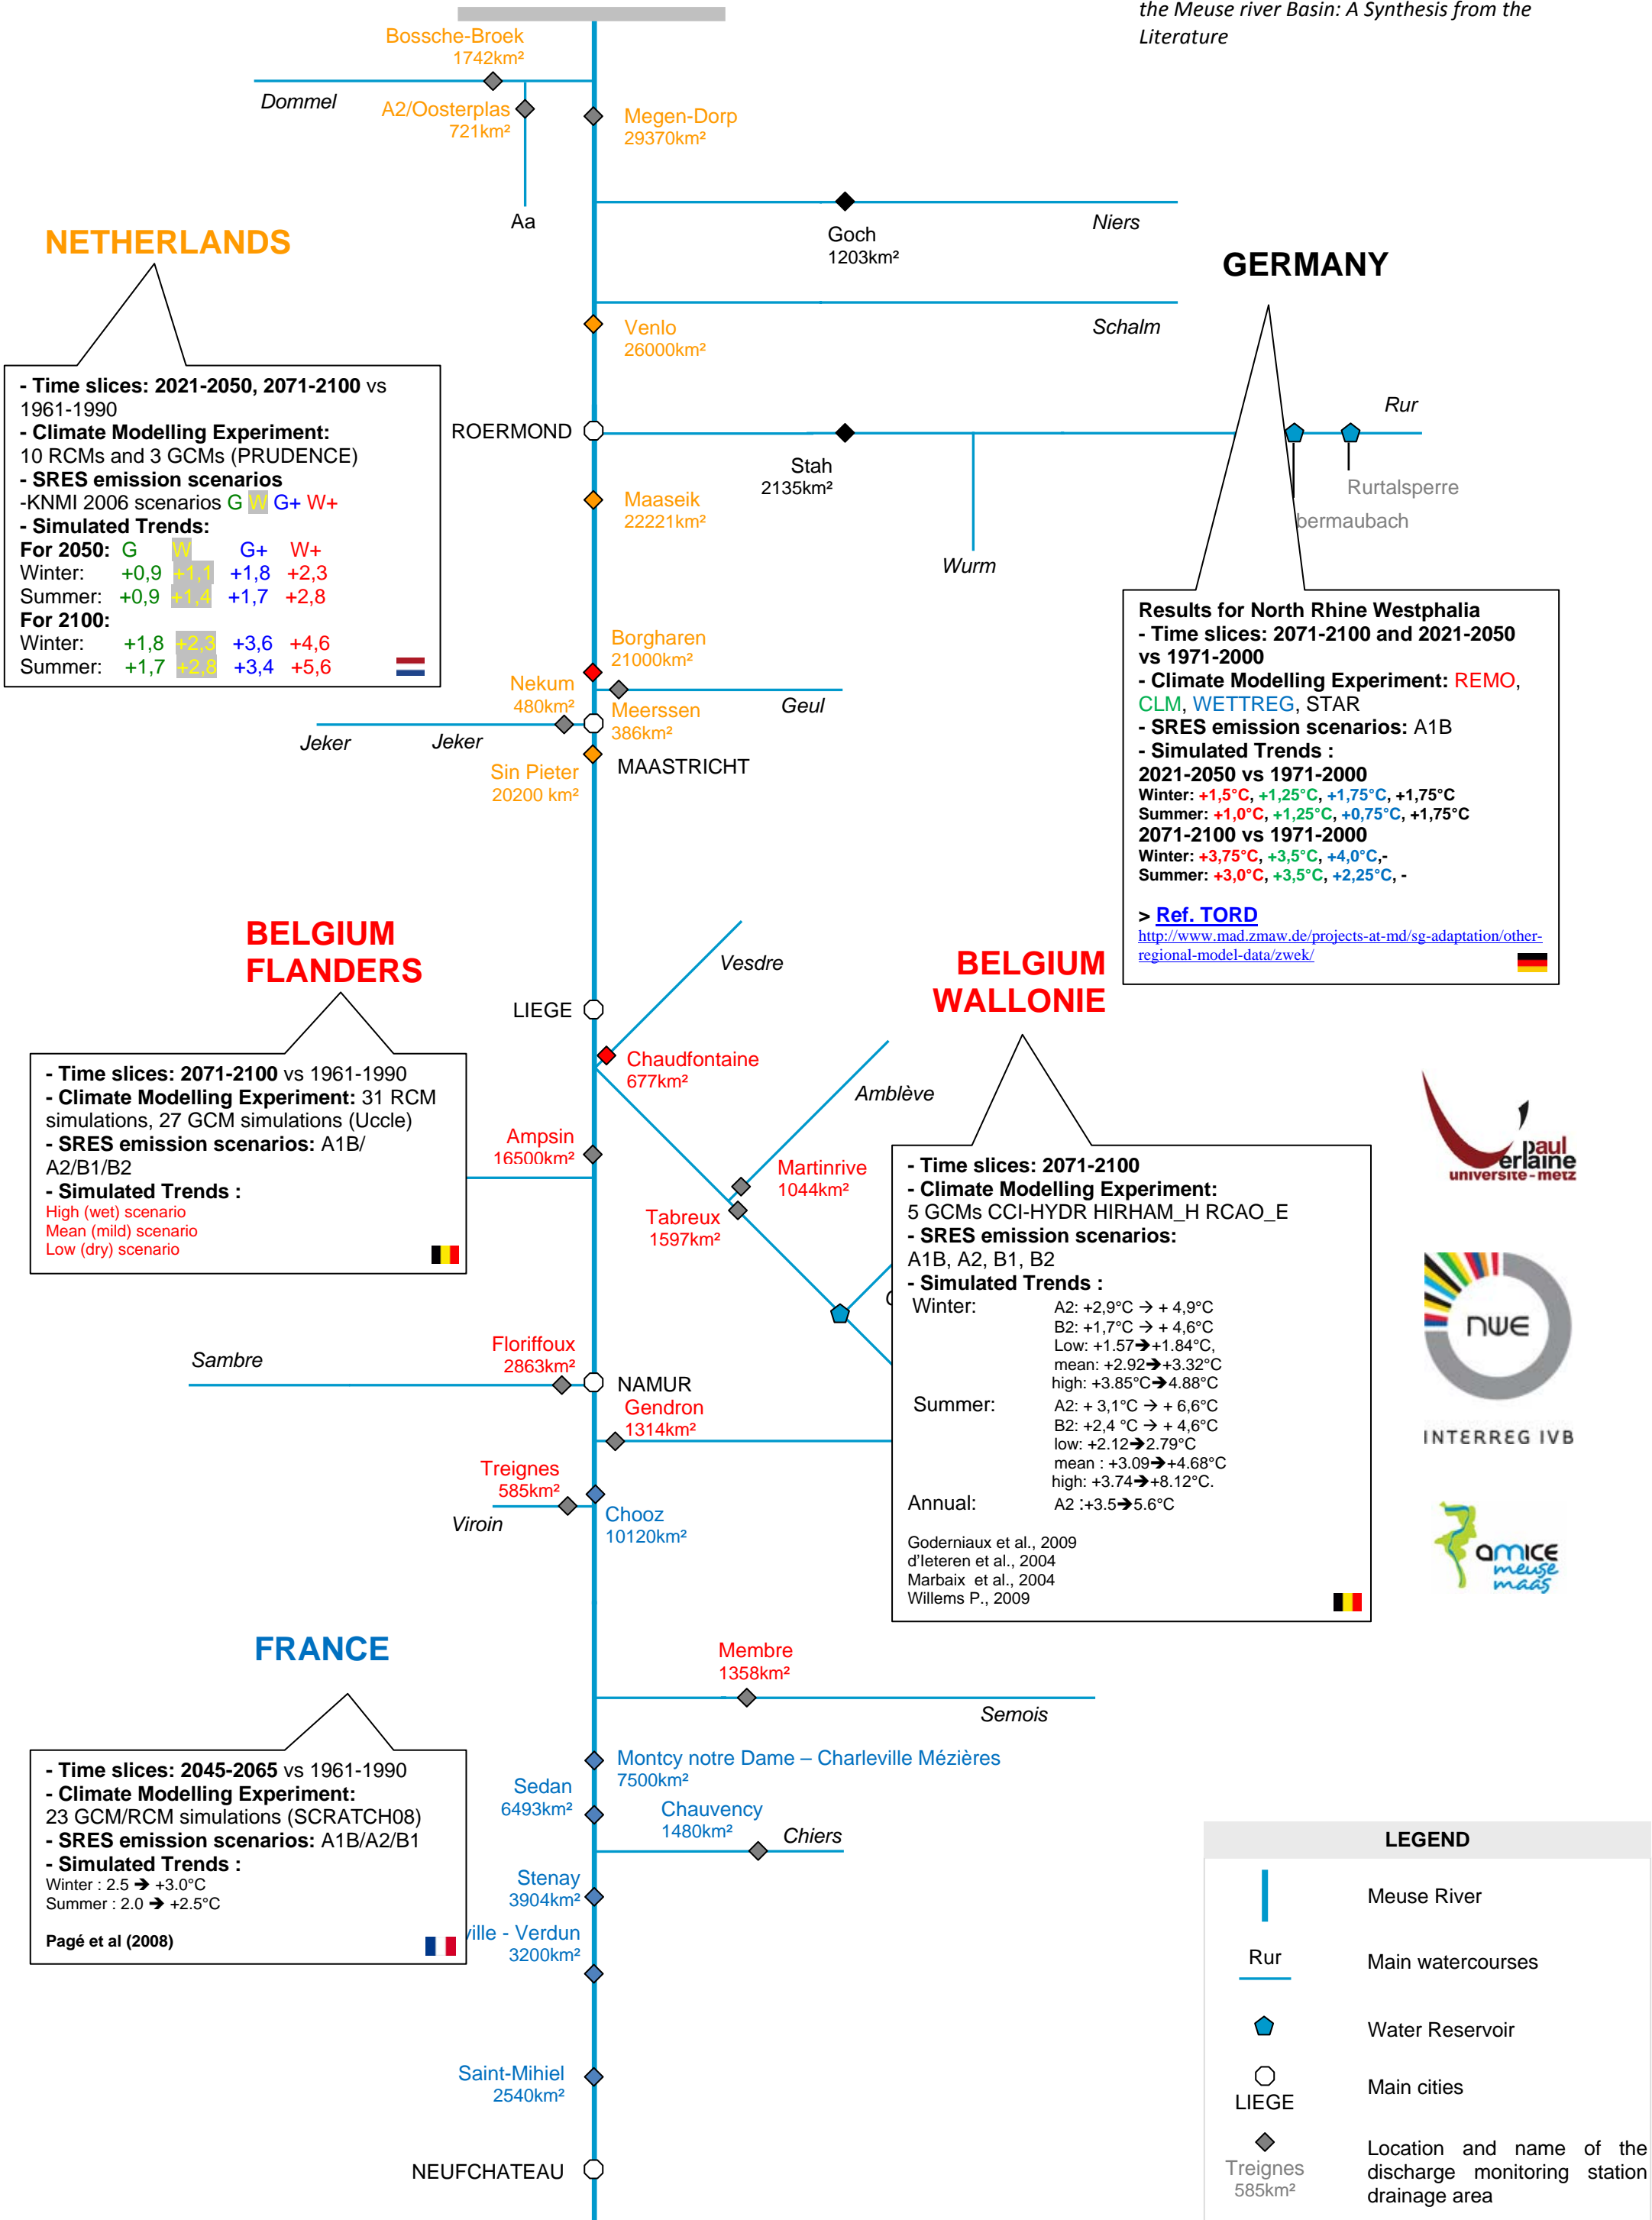 the Meuse river Basin: A Synthesis from the
Literature
Bossche-Broek
1742km²
Dommel
A2/Oosterplas
721km²
Megen-Dorp
29370km²
Aa
Niers
Goch
1203km²
NETHERLANDS
GERMANY
Schalm
Venlo
26000km²
- Time slices: 2021-2050, 2071-2100 vs
1961-1990
- Climate Modelling Experiment:
10 RCMs and 3 GCMs (PRUDENCE)
- SRES emission scenarios
-KNMI 2006 scenarios G W G+ W+
- Simulated Trends:
For 2050: G W G+ W+
Winter: +0,9 +1,1 +1,8 +2,3
Summer: +0,9 +1,4 +1,7 +2,8
For 2100:
Winter: +1,8 +2,3 +3,6 +4,6
Summer: +1,7 +2,8 +3,4 +5,6
ROERMOND
Rur
Stah
2135km²
Rurtalsperre
bermaubach
Maaseik
22221km²
Wurm
Results for North Rhine Westphalia
- Time slices: 2071-2100 and 2021-2050
vs 1971-2000
- Climate Modelling Experiment: REMO,
CLM, WETTREG, STAR
- SRES emission scenarios: A1B
- Simulated Trends :
2021-2050 vs 1971-2000
Winter: +1,5°C, +1,25°C, +1,75°C, +1,75°C
Summer: +1,0°C, +1,25°C, +0,75°C, +1,75°C
2071-2100 vs 1971-2000
Winter: +3,75°C, +3,5°C, +4,0°C,-
Summer: +3,0°C, +3,5°C, +2,25°C, -
> Ref. TORD
http://www.mad.zmaw.de/projects-at-md/sg-adaptation/other-
regional-model-data/zwek/
Borgharen
21000km²
Nekum
480km²
Meerssen
386km²
Geul
Jeker
Jeker
Sin Pieter
20200 km²
MAASTRICHT
BELGIUM
FLANDERS
Vesdre
BELGIUM
WALLONIE
LIEGE
Chaudfontaine
677km²
Amblève
- Time slices: 2071-2100 vs 1961-1990
- Climate Modelling Experiment: 31 RCM
simulations, 27 GCM simulations (Uccle)
- SRES emission scenarios: A1B/
A2/B1/B2
- Simulated Trends :
High (wet) scenario
Mean (mild) scenario
Low (dry) scenario
Ampsin
16500km²
Martinrive
1044km²
Tabreux
1597km²
- Time slices: 2071-2100
- Climate Modelling Experiment:
5 GCMs CCI-HYDR HIRHAM_H RCAO_E
- SRES emission scenarios:
A1B, A2, B1, B2
- Simulated Trends :
Winter: A2: +2,9°C → + 4,9°C
B2: +1,7°C → + 4,6°C
Low: +1.57➔+1.84°C,
mean: +2.92➔+3.32°C
high: +3.85°C➔4.88°C
Summer: A2: + 3,1°C → + 6,6°C
B2: +2,4 °C → + 4,6°C
low: +2.12➔2.79°C
mean : +3.09➔+4.68°C
high: +3.74➔+8.12°C.
Annual: A2 :+3.5➔5.6°C
Goderniaux et al., 2009
d'Ieteren et al., 2004
Marbaix et al., 2004
Willems P., 2009
paul
verlaine
universite-metz
NWE
INTERREG IVB
amice
meuse
maas
Sambre
Floriffoux
2863km²
NAMUR
Gendron
1314km²
Treignes
585km²
Viroin
Chooz
10120km²
FRANCE
Membre
1358km²
Semois
- Time slices: 2045-2065 vs 1961-1990
- Climate Modelling Experiment:
23 GCM/RCM simulations (SCRATCH08)
- SRES emission scenarios: A1B/A2/B1
- Simulated Trends :
Winter : 2.5 ➔ +3.0°C
Summer : 2.0 ➔ +2.5°C
Pagé et al (2008)
Montcy notre Dame – Charleville Mézières
7500km²
Sedan
6493km²
Chauvency
1480km²
Chiers
Stenay
3904km²
ville - Verdun
3200km²
Saint-Mihiel
2540km²
NEUFCHATEAU
LEGEND
Meuse River
Rur
Main watercourses
Water Reservoir
LIEGE
Main cities
Treignes
585km²
Location and name of the
discharge monitoring station
drainage area